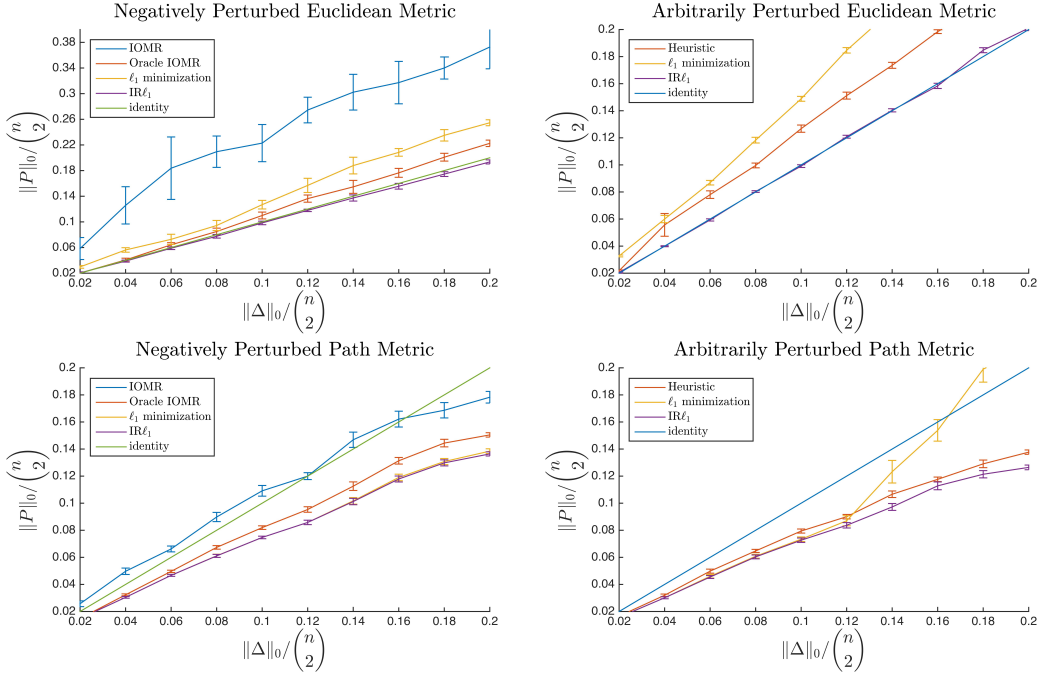 Negatively Perturbed Euclidean Metric
0.38
0.34
0.3
0.26
0.22
0.18
0.14
0.1
0.06
0.02
IOMR
Oracle IOMR
ℓ₁ minimization
IRℓ₁
identity
‖P‖₀/(n 2)
0.02 0.04 0.06 0.08 0.1 0.12 0.14 0.16 0.18 0.2
‖Δ‖₀/(n 2)
Arbitrarily Perturbed Euclidean Metric
0.2
0.18
0.16
0.14
0.12
0.1
0.08
0.06
0.04
0.02
Heuristic
ℓ₁ minimization
IRℓ₁
identity
‖P‖₀/(n 2)
0.02 0.04 0.06 0.08 0.1 0.12 0.14 0.16 0.18 0.2
‖Δ‖₀/(n 2)
Negatively Perturbed Path Metric
0.2
0.18
0.16
0.14
0.12
0.1
0.08
0.06
0.04
0.02
IOMR
Oracle IOMR
ℓ₁ minimization
IRℓ₁
identity
‖P‖₀/(n 2)
0.02 0.04 0.06 0.08 0.1 0.12 0.14 0.16 0.18 0.2
‖Δ‖₀/(n 2)
Arbitrarily Perturbed Path Metric
0.2
0.18
0.16
0.14
0.12
0.1
0.08
0.06
0.04
0.02
Heuristic
ℓ₁ minimization
IRℓ₁
identity
‖P‖₀/(n 2)
0.02 0.04 0.06 0.08 0.1 0.12 0.14 0.16 0.18 0.2
‖Δ‖₀/(n 2)